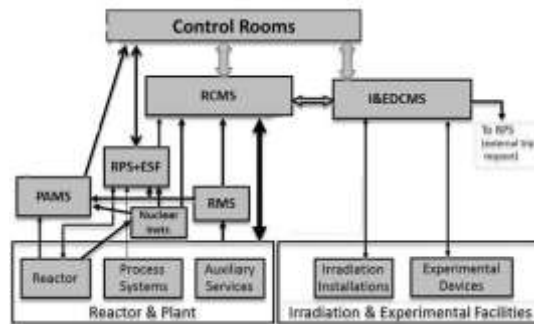 Control Rooms
RCMS
I&EDCMS
To RPS
(external trip
request)
RPS+ESF
PAMS
RMS
Nuclear
Reactor
Process
Systems
Auxiliary
Services
Irradiation
Installations
Experimental
Devices
Reactor & Plant
Irradiation & Experimental Facilities